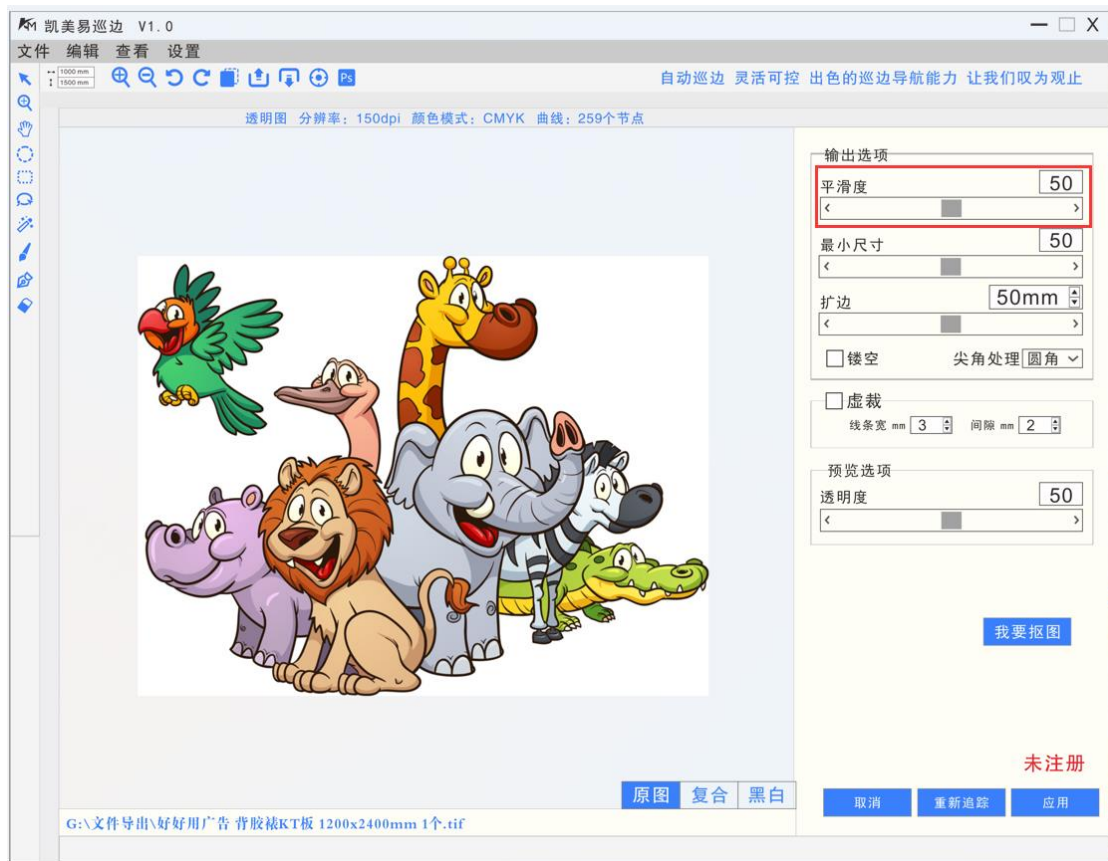 KM 凯美易巡边 V1.0
X
文件 编辑 查看 设置
1000 mm
1500 mm
Ps
自动巡边 灵活可控 出色的巡边导航能力 让我们叹为观止
透明图 分辨率：150dpi 颜色模式：CMYK 曲线：259个节点
输出选项
平滑度 50
最小尺寸 50
扩边 50mm
镂空 尖角处理 圆角
虚裁
线条宽 mm 3 间隙 mm 2
预览选项
透明度 50
我要抠图
未注册
原图 复合 黑白
取消 重新追踪 应用
G:\文件导出\好好用广告 背胶裱KT板 1200x2400mm 1个.tif